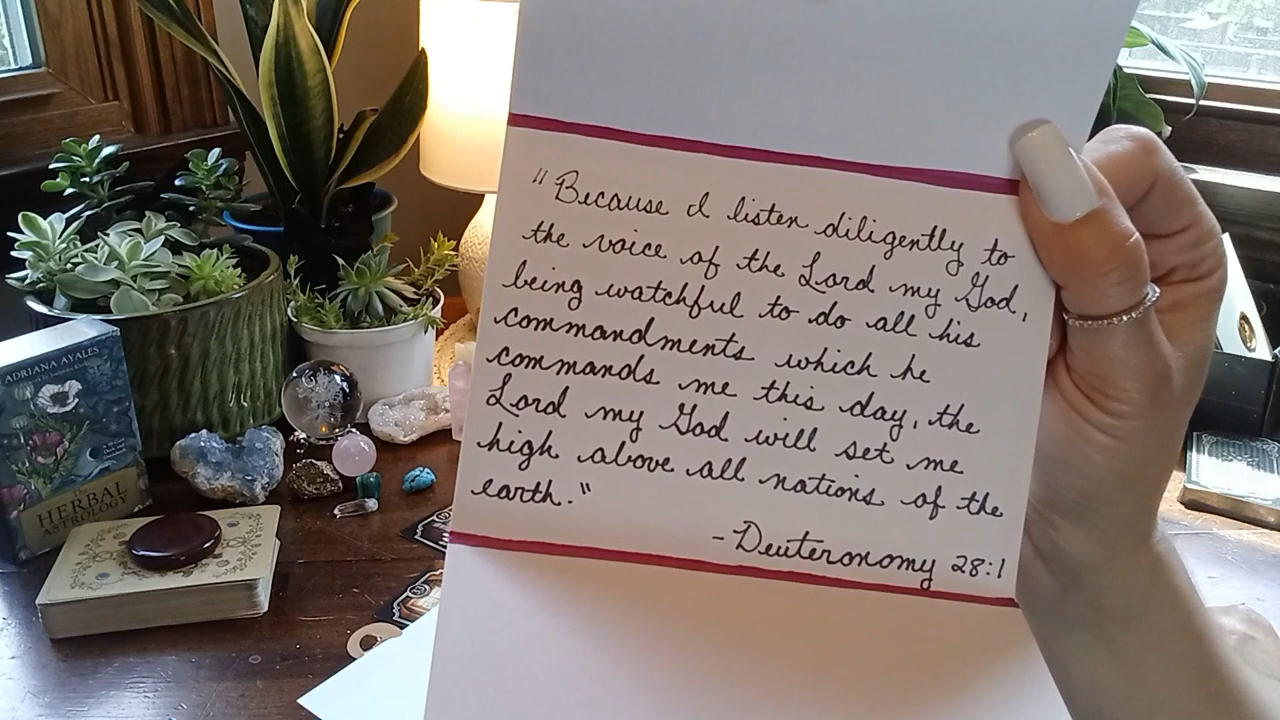 "Because I listen diligently to
the voice of the Lord my God,
being watchful to do all his
commandments which he
commands me this day, the
Lord my God will set me
high above all nations of the
earth."
-Deuteronomy 28:1
ADRIANA AYALES
HERBAL
ASTROLOGY